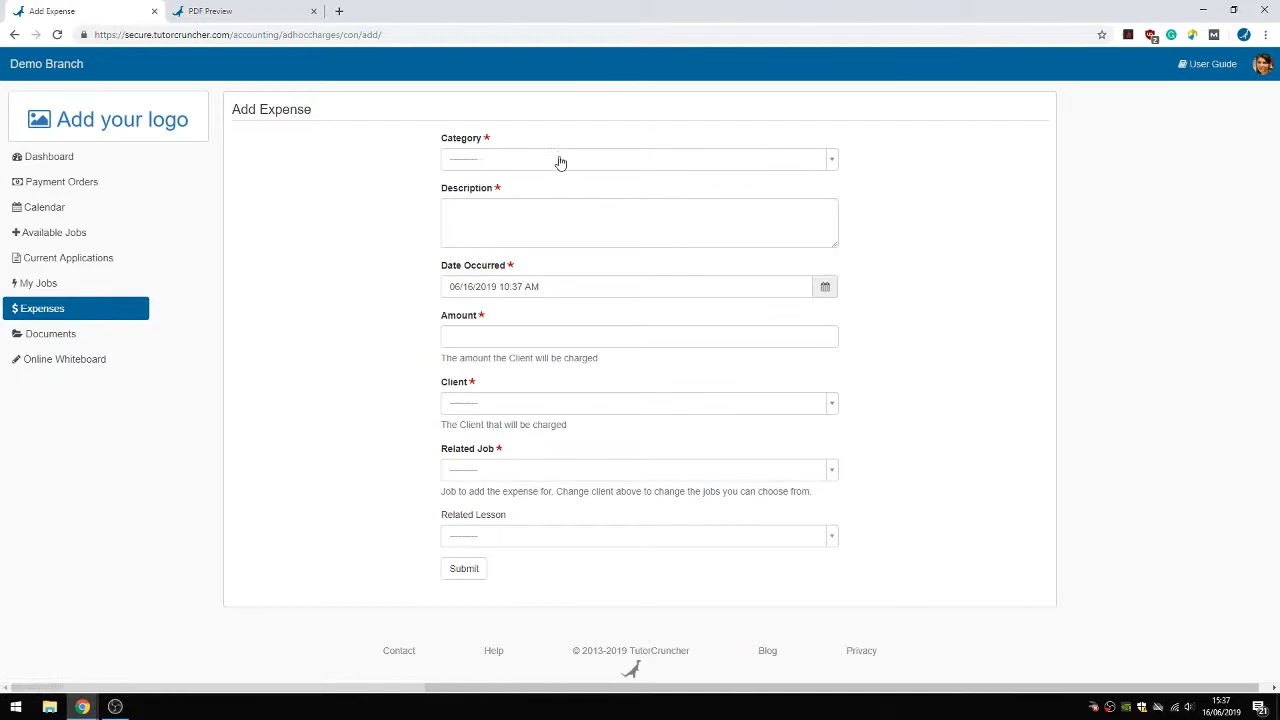 Add Expense
PDF Preview
https://secure.tutorcruncher.com/accounting/adhoccharges/con/add/
Demo Branch
User Guide
Add your logo
Dashboard
Payment Orders
Calendar
Available Jobs
Current Applications
My Jobs
$ Expenses
Documents
Online Whiteboard
Add Expense
Category *
---------
Description *
Date Occurred *
06/16/2019 10:37 AM
Amount *
The amount the Client will be charged
Client *
---------
The Client that will be charged
Related Job *
---------
Job to add the expense for. Change client above to change the jobs you can choose from.
Related Lesson
---------
Submit
Contact
Help
© 2013-2019 TutorCruncher
Blog
Privacy
15:37
16/06/2019